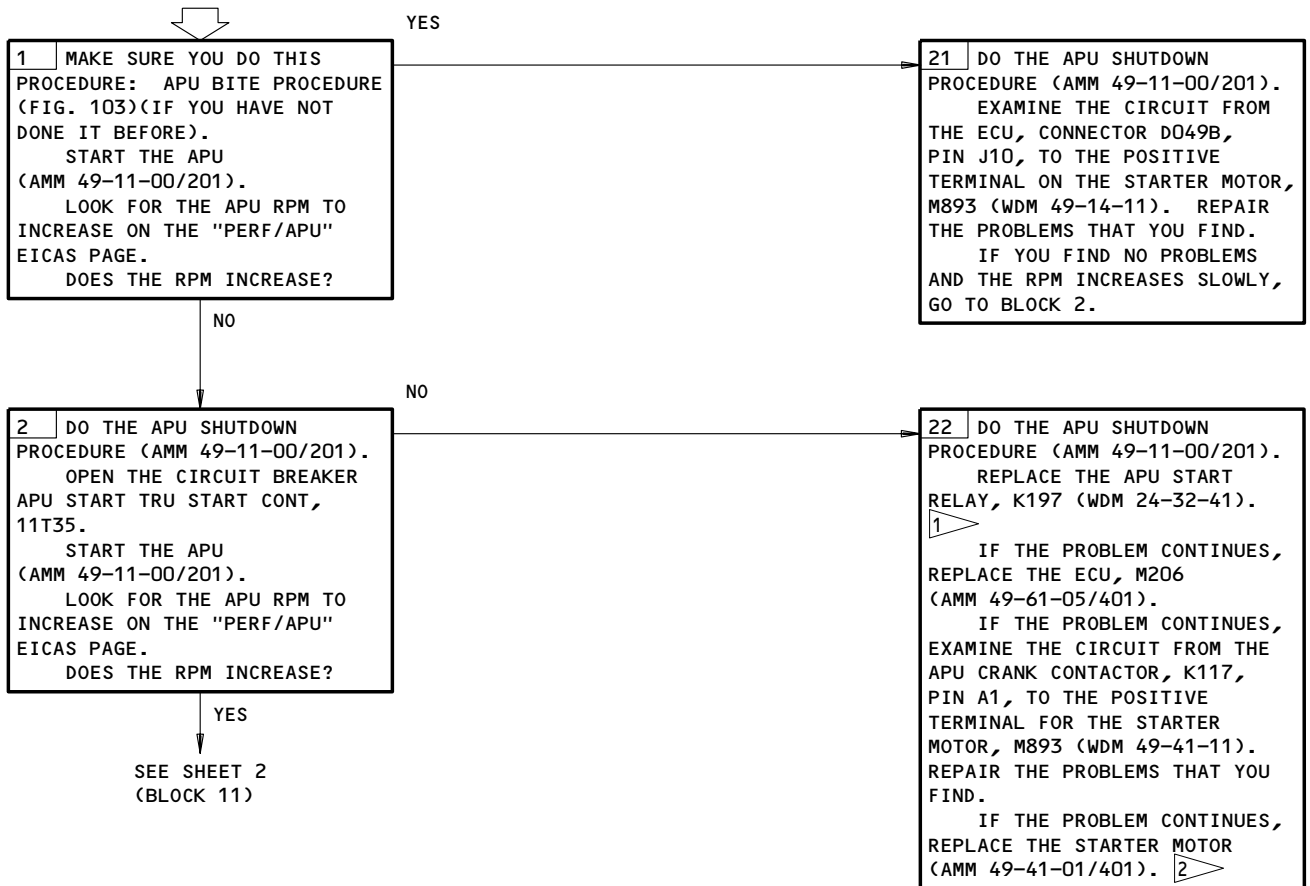 YES
1 MAKE SURE YOU DO THIS
PROCEDURE: APU BITE PROCEDURE
(FIG. 103)(IF YOU HAVE NOT
DONE IT BEFORE).
START THE APU
(AMM 49-11-00/201).
LOOK FOR THE APU RPM TO
INCREASE ON THE "PERF/APU"
EICAS PAGE.
DOES THE RPM INCREASE?
21 DO THE APU SHUTDOWN
PROCEDURE (AMM 49-11-00/201).
EXAMINE THE CIRCUIT FROM
THE ECU, CONNECTOR D049B,
PIN J10, TO THE POSITIVE
TERMINAL ON THE STARTER MOTOR,
M893 (WDM 49-14-11). REPAIR
THE PROBLEMS THAT YOU FIND.
IF YOU FIND NO PROBLEMS
AND THE RPM INCREASES SLOWLY,
GO TO BLOCK 2.
NO
NO
2 DO THE APU SHUTDOWN
PROCEDURE (AMM 49-11-00/201).
OPEN THE CIRCUIT BREAKER
APU START TRU START CONT,
11T35.
START THE APU
(AMM 49-11-00/201).
LOOK FOR THE APU RPM TO
INCREASE ON THE "PERF/APU"
EICAS PAGE.
DOES THE RPM INCREASE?
YES
SEE SHEET 2
(BLOCK 11)
22 DO THE APU SHUTDOWN
PROCEDURE (AMM 49-11-00/201).
REPLACE THE APU START
RELAY, K197 (WDM 24-32-41).
1
IF THE PROBLEM CONTINUES,
REPLACE THE ECU, M206
(AMM 49-61-05/401).
IF THE PROBLEM CONTINUES,
EXAMINE THE CIRCUIT FROM THE
APU CRANK CONTACTOR, K117,
PIN A1, TO THE POSITIVE
TERMINAL FOR THE STARTER
MOTOR, M893 (WDM 49-41-11).
REPAIR THE PROBLEMS THAT YOU
FIND.
IF THE PROBLEM CONTINUES,
REPLACE THE STARTER MOTOR
(AMM 49-41-01/401). 2